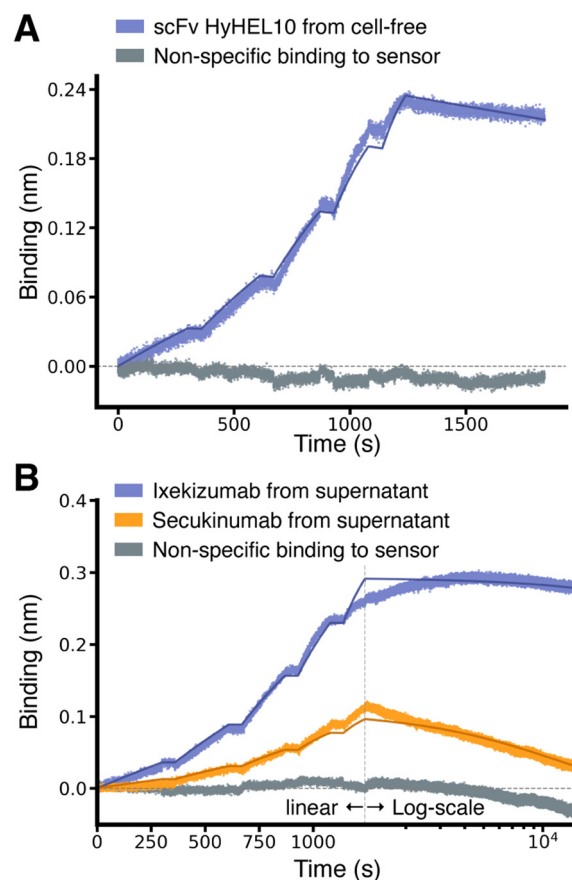 A
scFv HyHEL10 from cell-free
Non-specific binding to sensor
Binding (nm)
0.24
0.18
0.12
0.06
0.00
0 500 1000 1500
Time (s)
B
Ixekizumab from supernatant
Secukinumab from supernatant
Non-specific binding to sensor
Binding (nm)
0.4
0.3
0.2
0.1
0.0
linear ←→ Log-scale
0 250 500 750 1000 10⁴
Time (s)